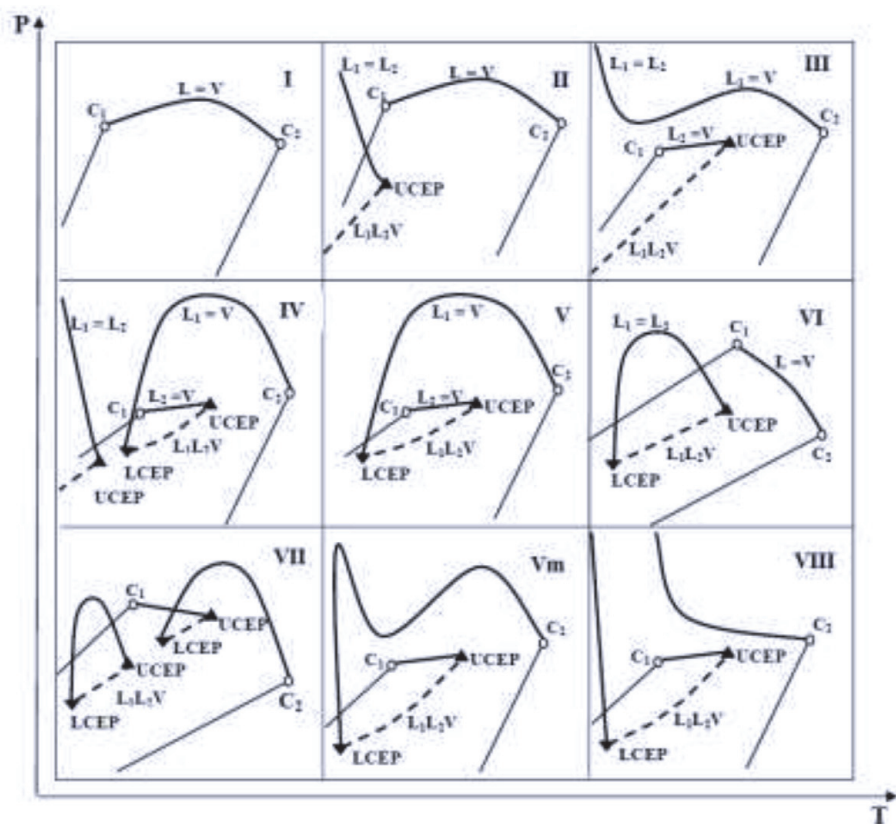 P
I
L = V
C₁
C₂
II
L₁ = L₂
L = V
C₁
C₂
UCEP
L₁L₂V
III
L₁ = L₂
L₁ = V
C₂
C₁
L₂ =V
UCEP
L₁L₂V
IV
L₁ = V
L₁ = L₂
C₁
L₂ =V
C₂
UCEP
L₁L₂V
LCEP
UCEP
V
L₁ = V
C₂
C₁
L₂ =V
UCEP
L₁L₂V
LCEP
VI
L₁ = L₂
C₁
L = V
UCEP
L₁L₂V
C₂
LCEP
VII
C₁
UCEP
LCEP
UCEP
L₁L₂V
C₂
LCEP
Vm
C₂
C₁
UCEP
L₁L₂V
LCEP
VIII
C₂
C₁
UCEP
L₁L₂V
LCEP
T